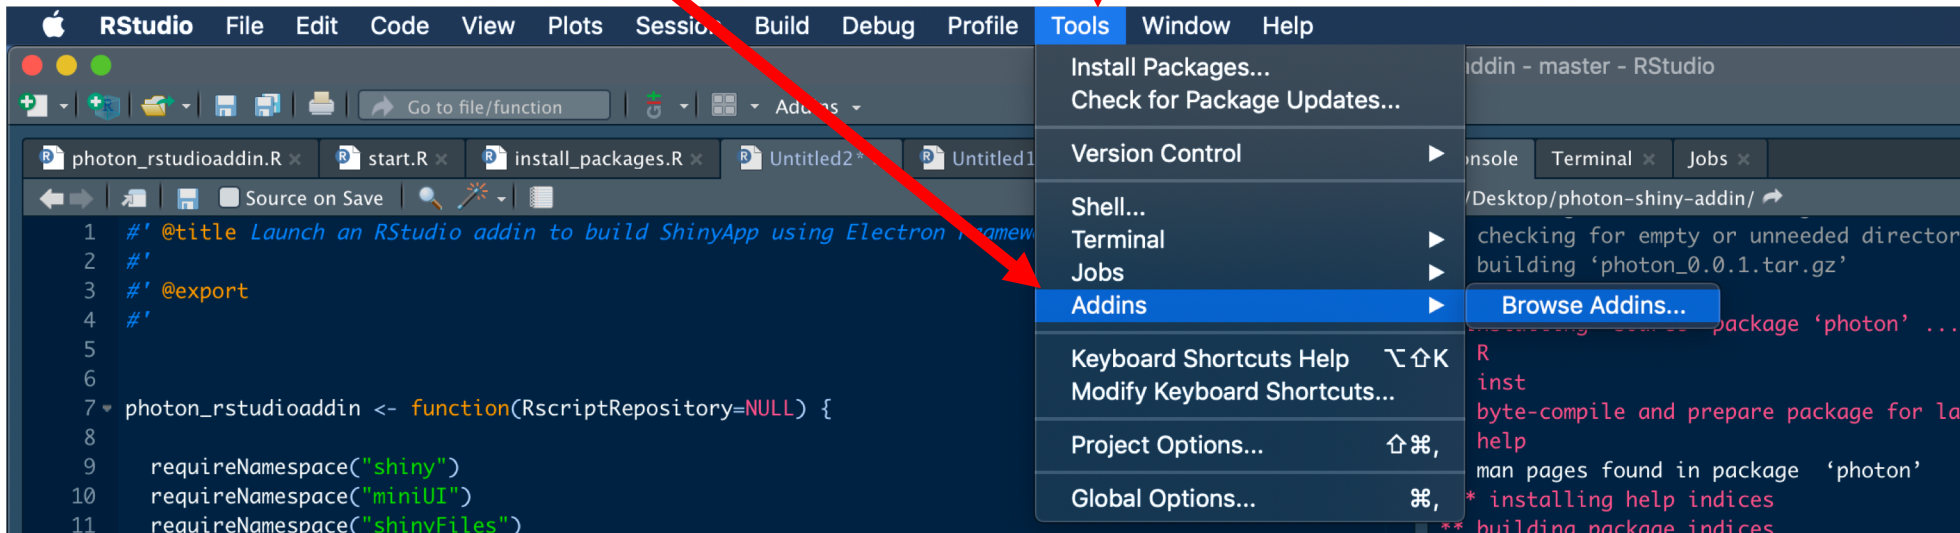 RStudio File Edit Code View Plots Session Build Debug Profile Tools Window Help
addin - master - RStudio
Go to file/function Addins
photon_rstudioaddin.R start.R install_packages.R Untitled2* Untitled1
Source on Save
1 #' @title Launch an RStudio addin to build ShinyApp using Electron
2 #'
3 #' @export
4 #'
5
6
7 photon_rstudioaddin <- function(RscriptRepository=NULL) {
8
9 requireNamespace("shiny")
10 requireNamespace("miniUI")
11 requireNamespace("shinyFiles")
Install Packages...
Check for Package Updates...
Version Control
Shell...
Terminal
Jobs
Addins
Browse Addins...
Keyboard Shortcuts Help ⌥⇧K
Modify Keyboard Shortcuts...
Project Options... ⇧⌘,
Global Options... ⌘,
onsole Terminal Jobs
/Desktop/photon-shiny-addin/
checking for empty or unneeded director
building ‘photon_0.0.1.tar.gz’
package ‘photon’ ...
R
inst
byte-compile and prepare package for la
help
man pages found in package ‘photon’
* installing help indices
** building package indices